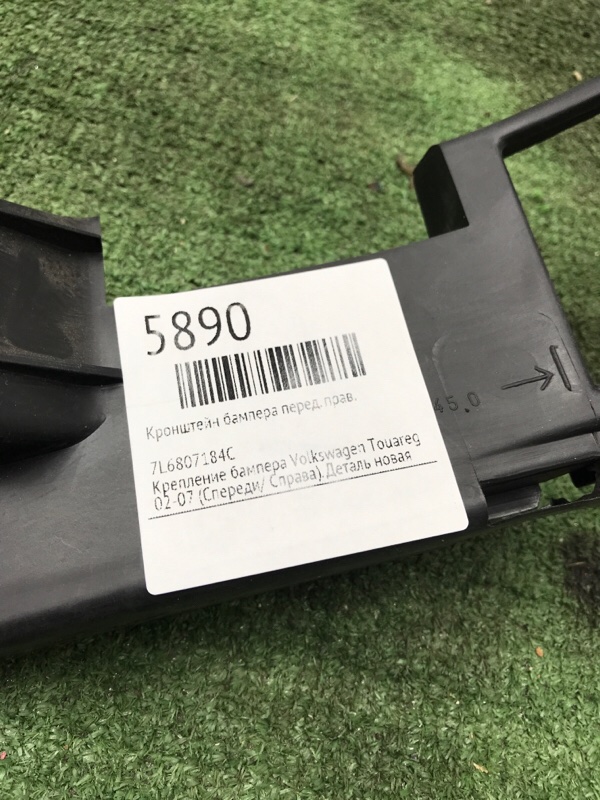 5890
Кронштейн бампера перед.прав.
7L6807184C
Крепление бампера Volkswagen Touareg
02-07 (Спереди/ Справа).Деталь новая
45.0